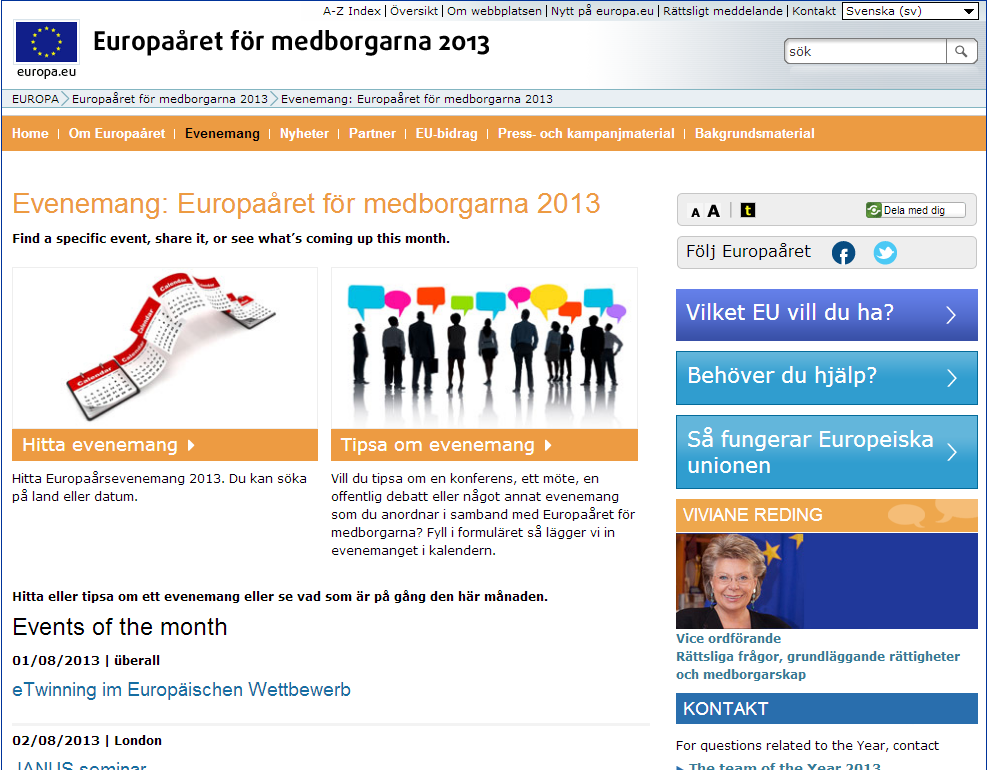 A-Z Index | Översikt | Om webbplatsen | Nytt på europa.eu | Rättsligt meddelande | Kontakt Svenska (sv)
europa.eu
Europaåret för medborgarna 2013
sök
EUROPA Europaåret för medborgarna 2013 Evenemang: Europaåret för medborgarna 2013
Home | Om Europaåret | Evenemang | Nyheter | Partner | EU-bidrag | Press- och kampanjmaterial | Bakgrundsmaterial
Evenemang: Europaåret för medborgarna 2013
Find a specific event, share it, or see what's coming up this month.
Calendar
Calendar
Calendar
Calendar
Hitta evenemang
Hitta Europaårsevenemang 2013. Du kan söka
på land eller datum.
Tipsa om evenemang
Vill du tipsa om en konferens, ett möte, en
offentlig debatt eller något annat evenemang
som du anordnar i samband med Europaåret för
medborgarna? Fyll i formuläret så lägger vi in
evenemanget i kalendern.
Hitta eller tipsa om ett evenemang eller se vad som är på gång den här månaden.
Events of the month
01/08/2013 | überall
eTwinning im Europäischen Wettbewerb
02/08/2013 | London
JANUS seminar
A A | t Dela med dig
Följ Europaåret
Vilket EU vill du ha?
Behöver du hjälp?
Så fungerar Europeiska
unionen
VIVIANE REDING
Vice ordförande
Rättsliga frågor, grundläggande rättigheter
och medborgarskap
KONTAKT
For questions related to the Year, contact
The team of the Year 2013